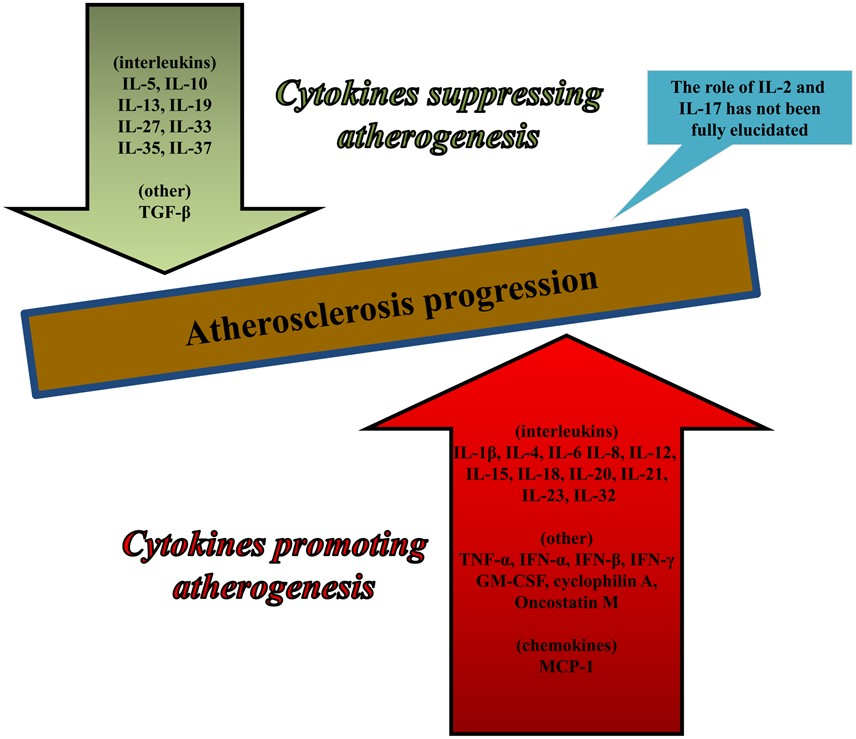 (interleukins)
IL-5, IL-10
IL-13, IL-19
IL-27, IL-33
IL-35, IL-37
(other)
TGF-β
Cytokines suppressing
atherogenesis
The role of IL-2 and
IL-17 has not been
fully elucidated
Atherosclerosis progression
Cytokines promoting
atherogenesis
(interleukins)
IL-1β, IL-4, IL-6 IL-8, IL-12,
IL-15, IL-18, IL-20, IL-21,
IL-23, IL-32
(other)
TNF-α, IFN-α, IFN-β, IFN-γ
GM-CSF, cyclophilin A,
Oncostatin M
(chemokines)
MCP-1